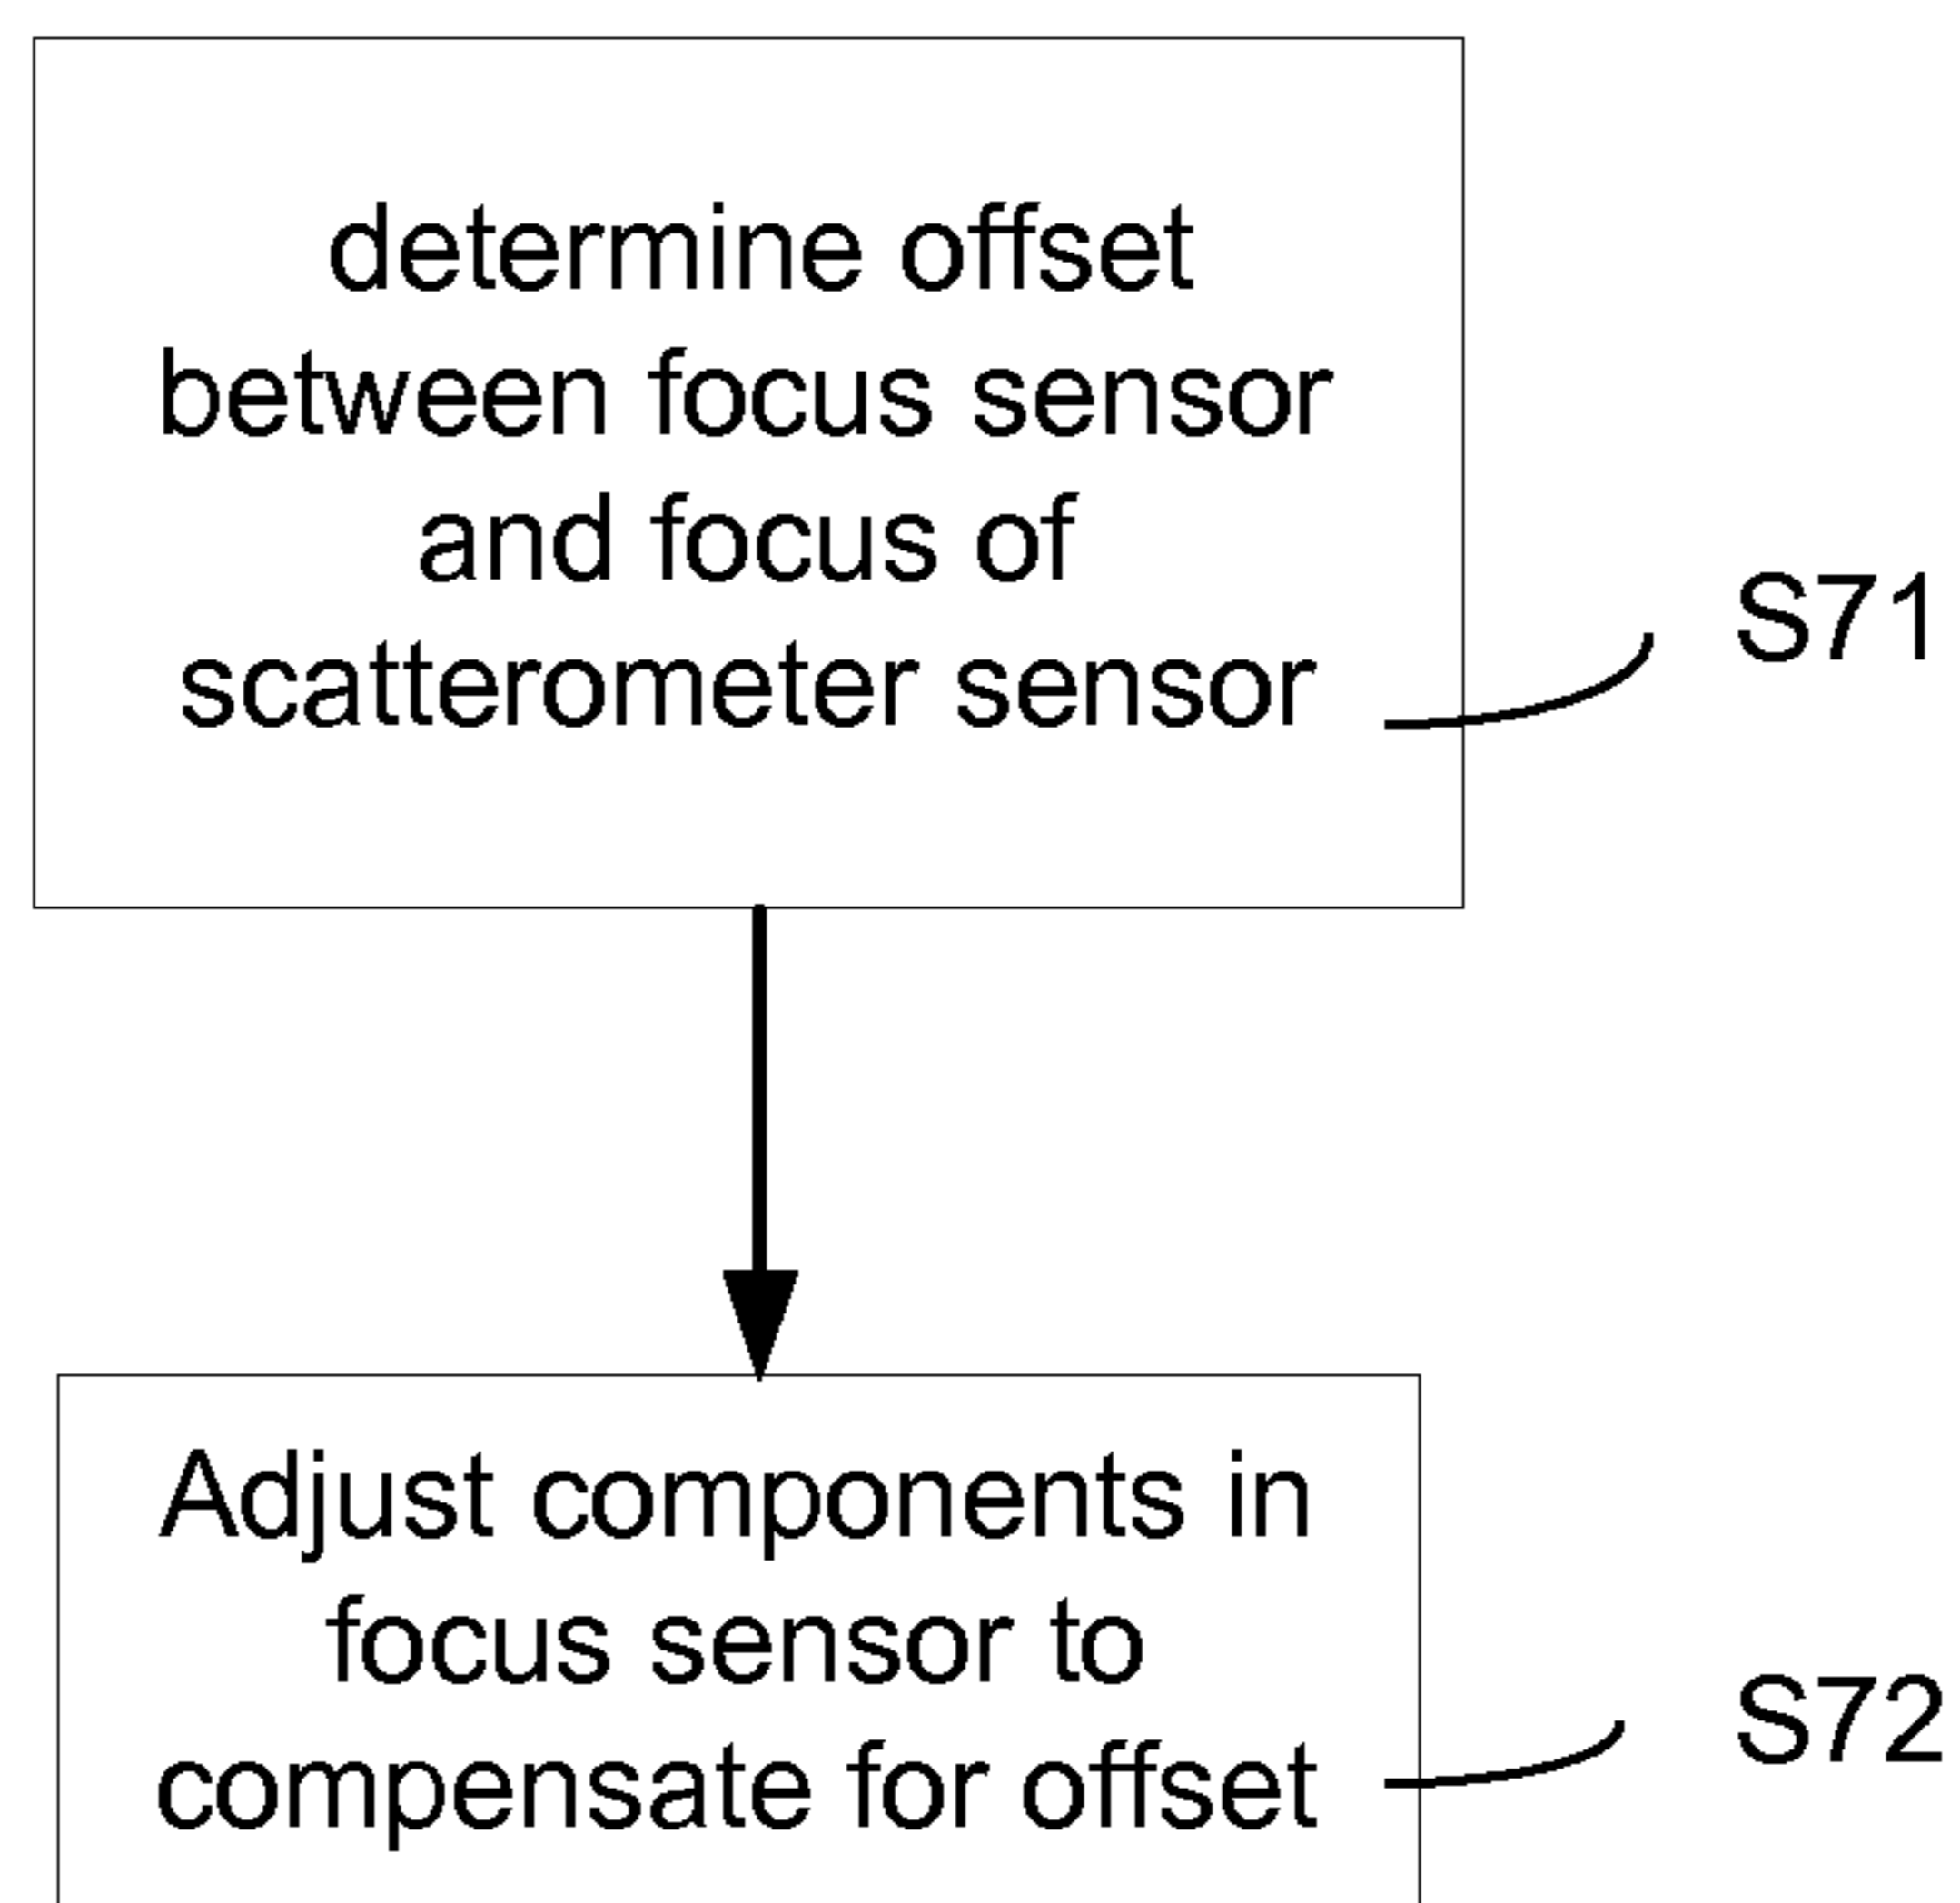 determine offset
between focus sensor
and focus of
scatterometer sensor
S71
Adjust components in
focus sensor to
compensate for offset
S72